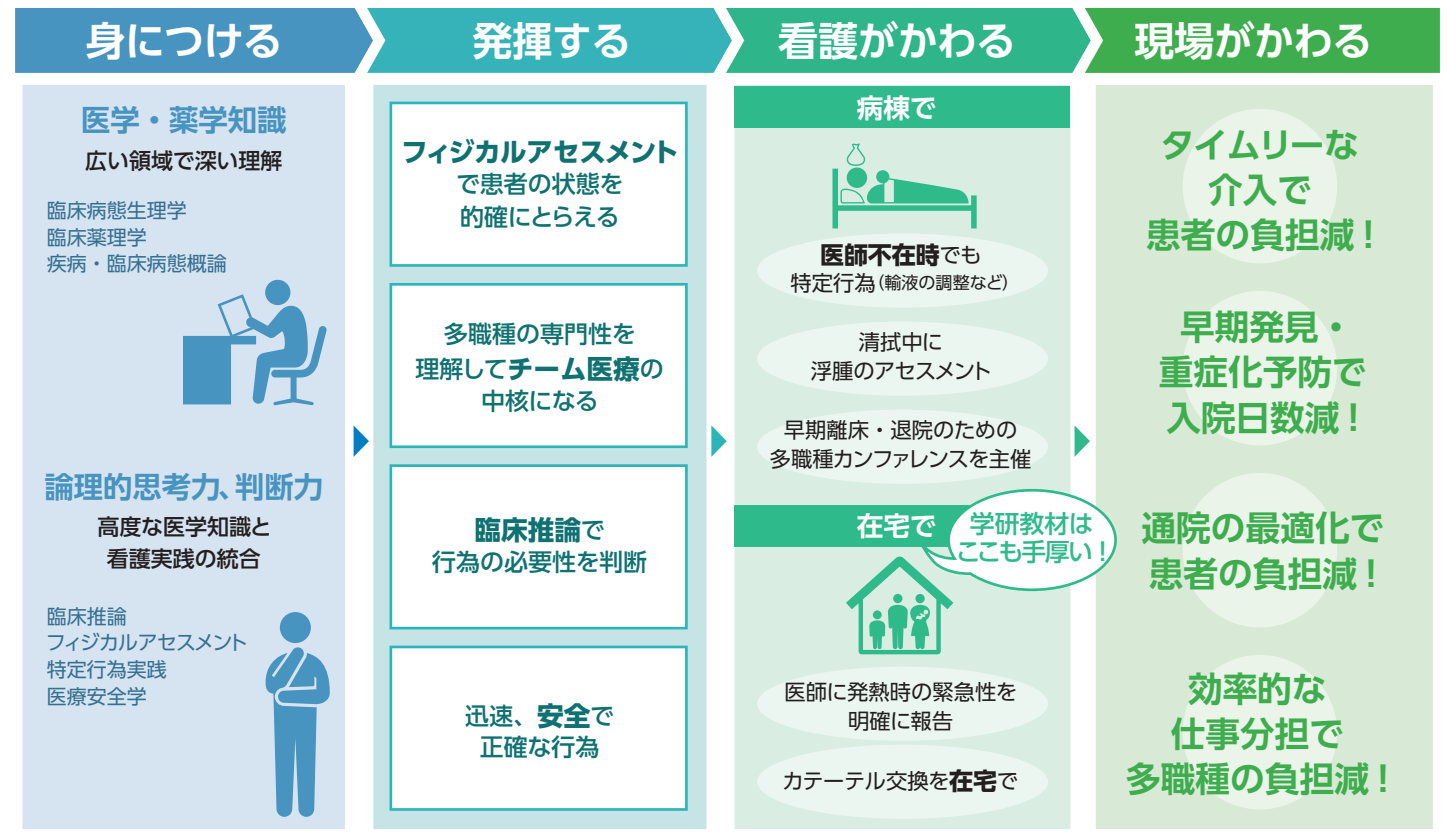 身につける
発揮する
看護がかわる
現場がかわる
医学・薬学知識
広い領域で深い理解
臨床病態生理学
臨床薬理学
疾病・臨床病態概論
論理的思考力、判断力
高度な医学知識と
看護実践の統合
臨床推論
フィジカルアセスメント
特定行為実践
医療安全学
フィジカルアセスメント
で患者の状態を
的確にとらえる
多職種の専門性を
理解してチーム医療の
中核になる
臨床推論で
行為の必要性を判断
迅速、安全で
正確な行為
病棟で
医師不在時でも
特定行為（輸液の調整など）
清拭中に
浮腫のアセスメント
早期離床・退院のための
多職種カンファレンスを主催
在宅で
学研教材は
ここも手厚い！
医師に発熱時の緊急性を
明確に報告
カテーテル交換を在宅で
タイムリーな
介入で
患者の負担減！
早期発見・
重症化予防で
入院日数減！
通院の最適化で
患者の負担減！
効率的な
仕事分担で
多職種の負担減！